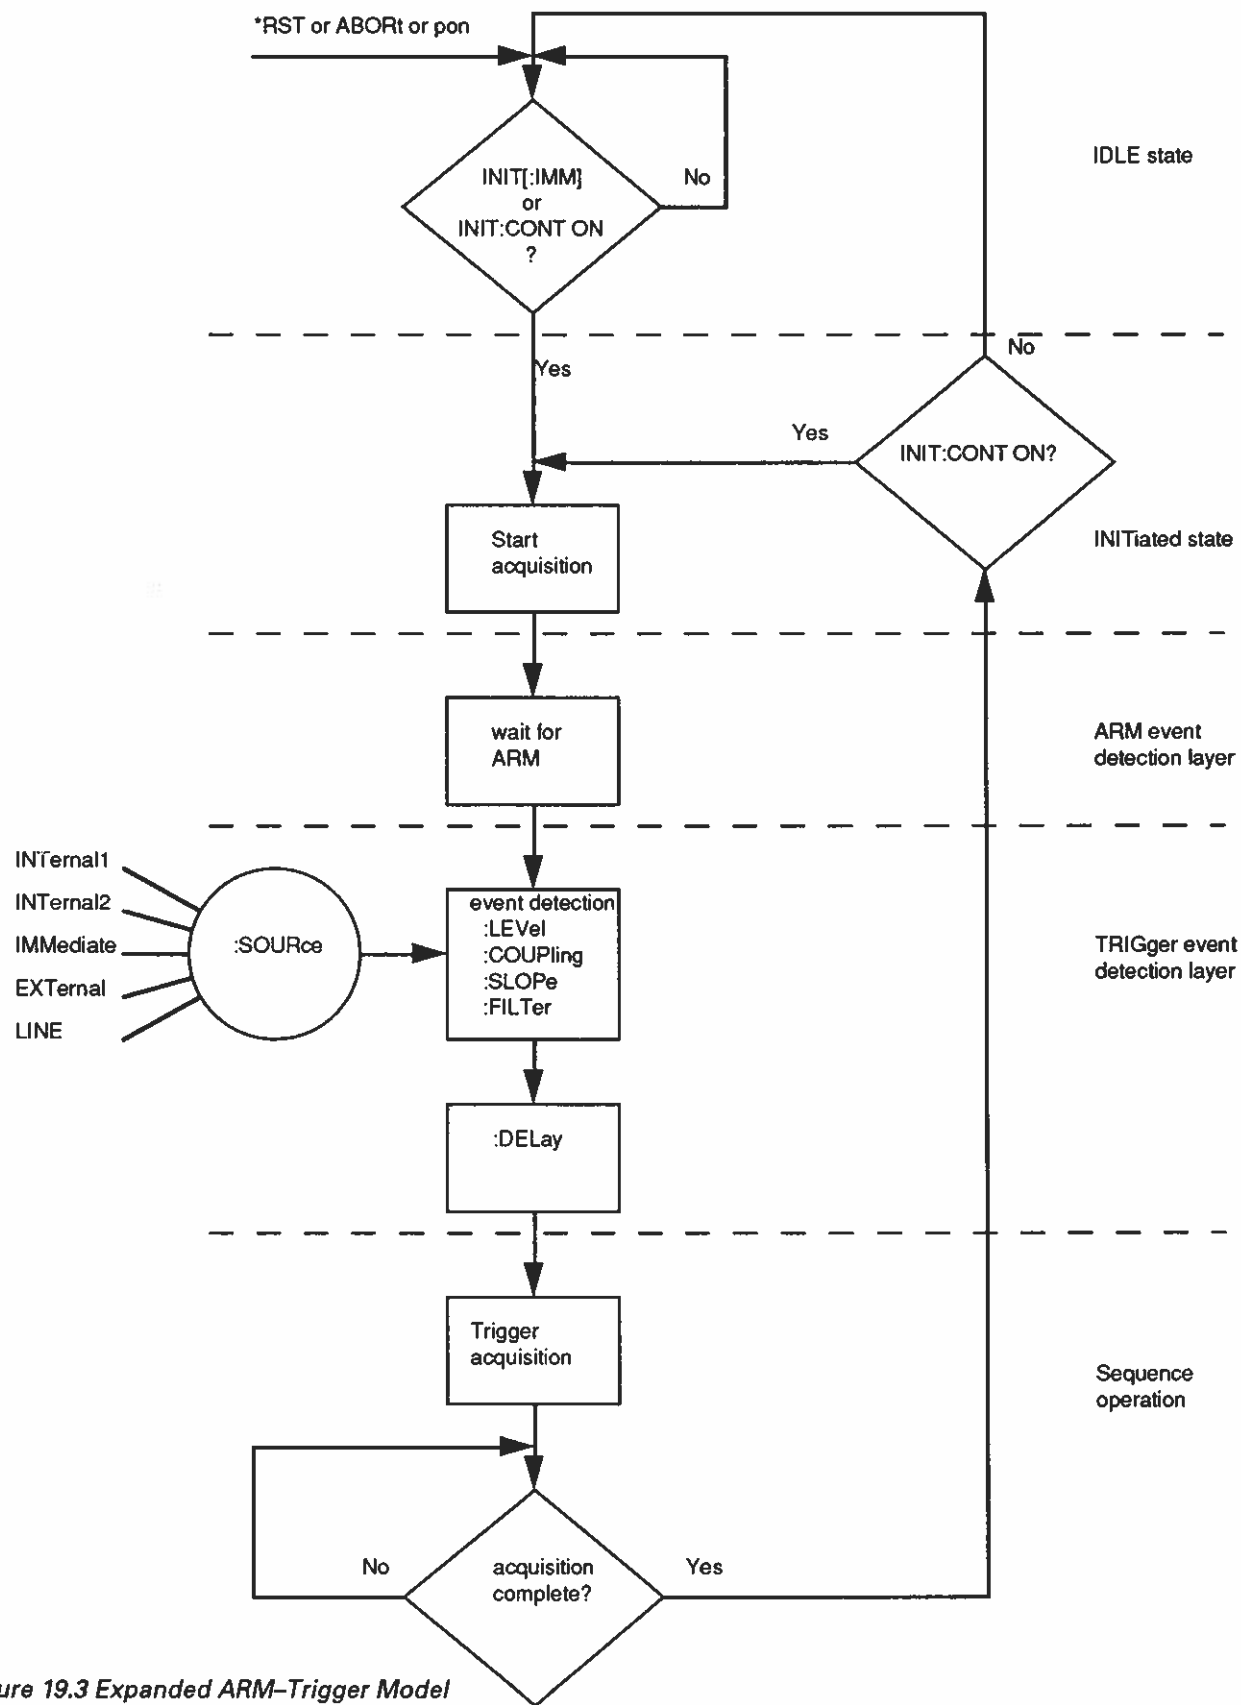 *RST or ABORt or pon
IDLE state
INIT[:IMM]
or
INIT:CONT ON
?
No
No
Yes
Yes
INIT:CONT ON?
Start
acquisition
INITiated state
wait for
ARM
ARM event
detection layer
INTernal1
INTernal2
IMMediate
EXTernal
LINE
:SOURce
event detection
:LEVel
:COUPling
:SLOPe
:FILTer
TRIGger event
detection layer
:DELay
Trigger
acquisition
Sequence
operation
No
acquisition
complete?
Yes
ure 19.3 Expanded ARM–Trigger Model